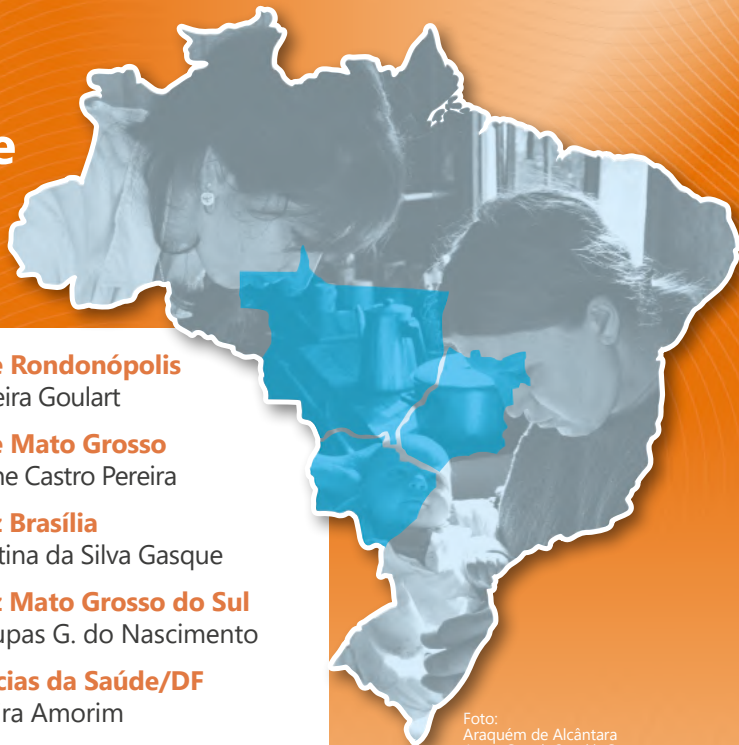 e
e Rondonópolis
eira Goulart
e Mato Grosso
ne Castro Pereira
z Brasília
tina da Silva Gasque
z Mato Grosso do Sul
upas G. do Nascimento
cias da Saúde/DF
ra Amorim
Foto:
Araquém de Alcântara